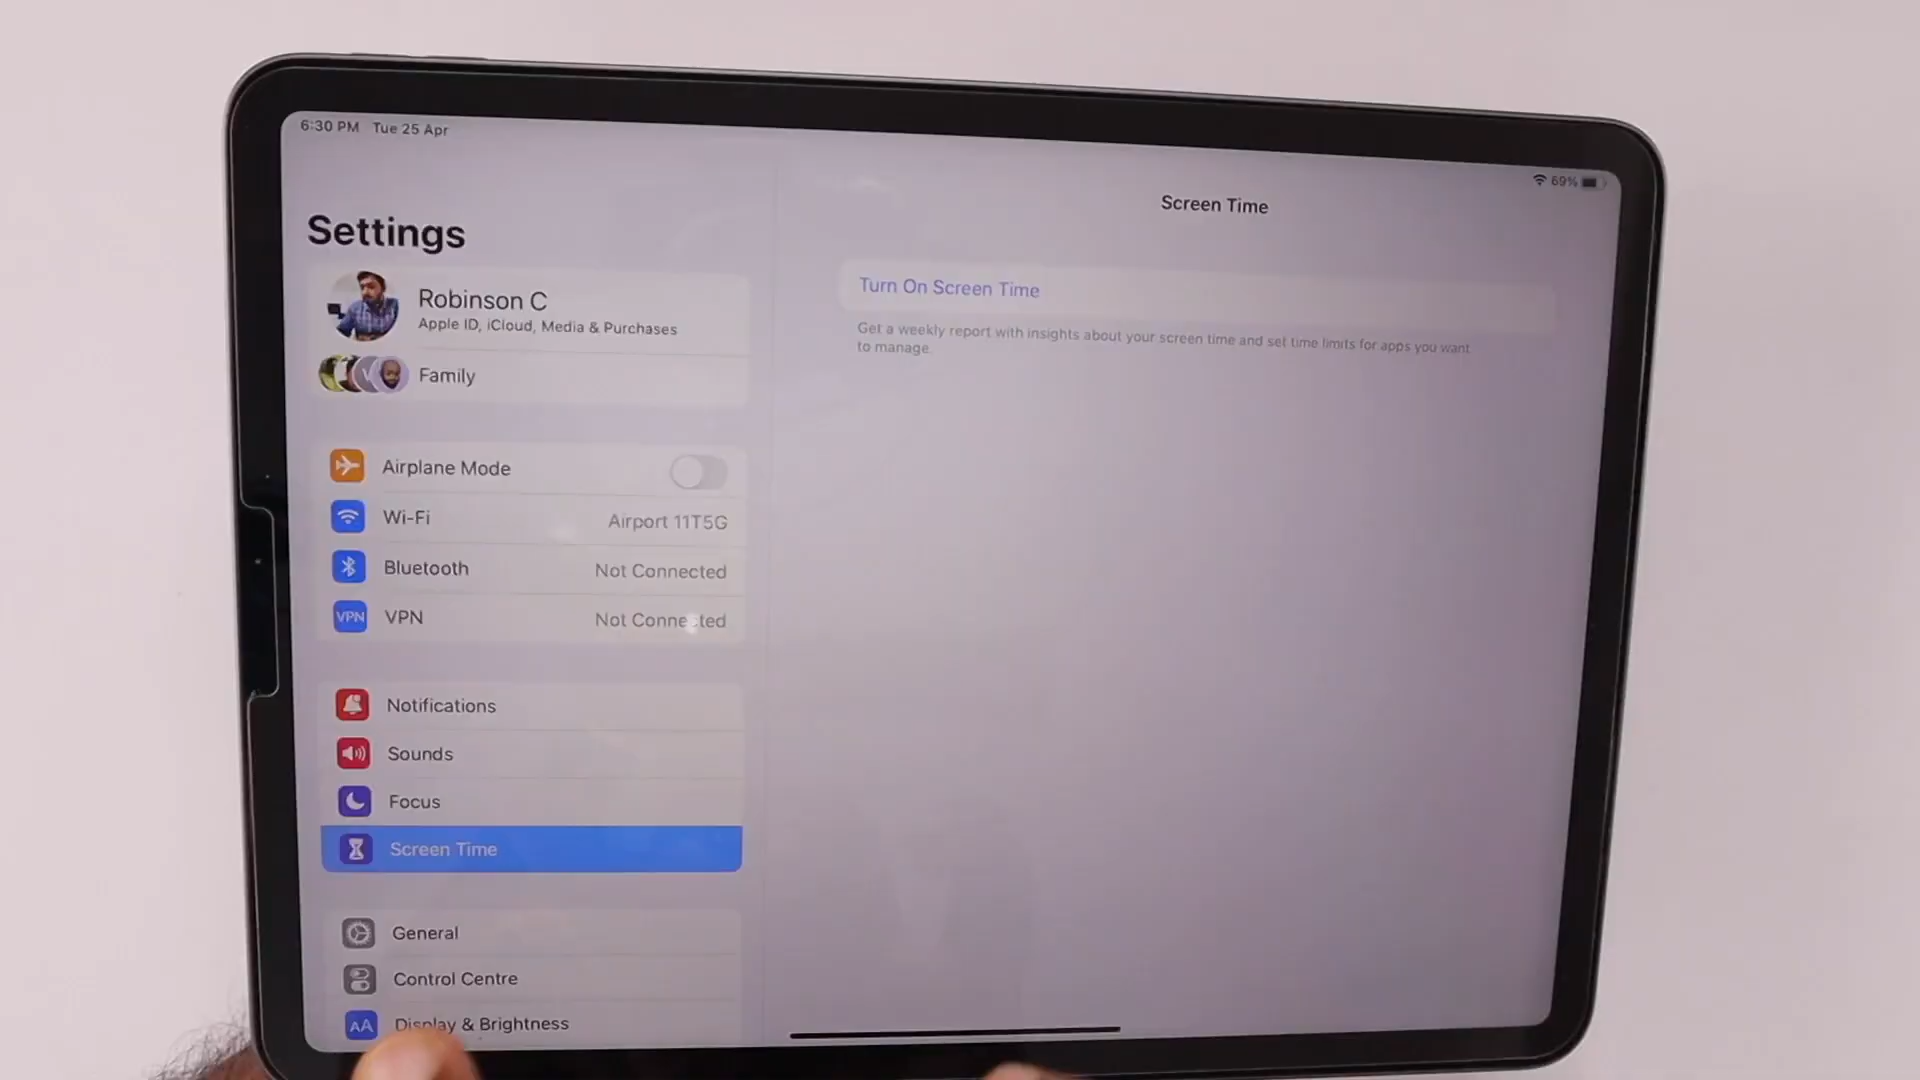 6:30 PM Tue 25 Apr
69%
Settings
Screen Time
Robinson C
Apple ID, iCloud, Media & Purchases
Family
Turn On Screen Time
Get a weekly report with insights about your screen time and set time limits for apps you want
to manage.
Airplane Mode
Wi-Fi
Airport 11T5G
Bluetooth
Not Connected
VPN
VPN
Not Connected
Notifications
Sounds
Focus
Screen Time
General
Control Centre
AA
Display & Brightness